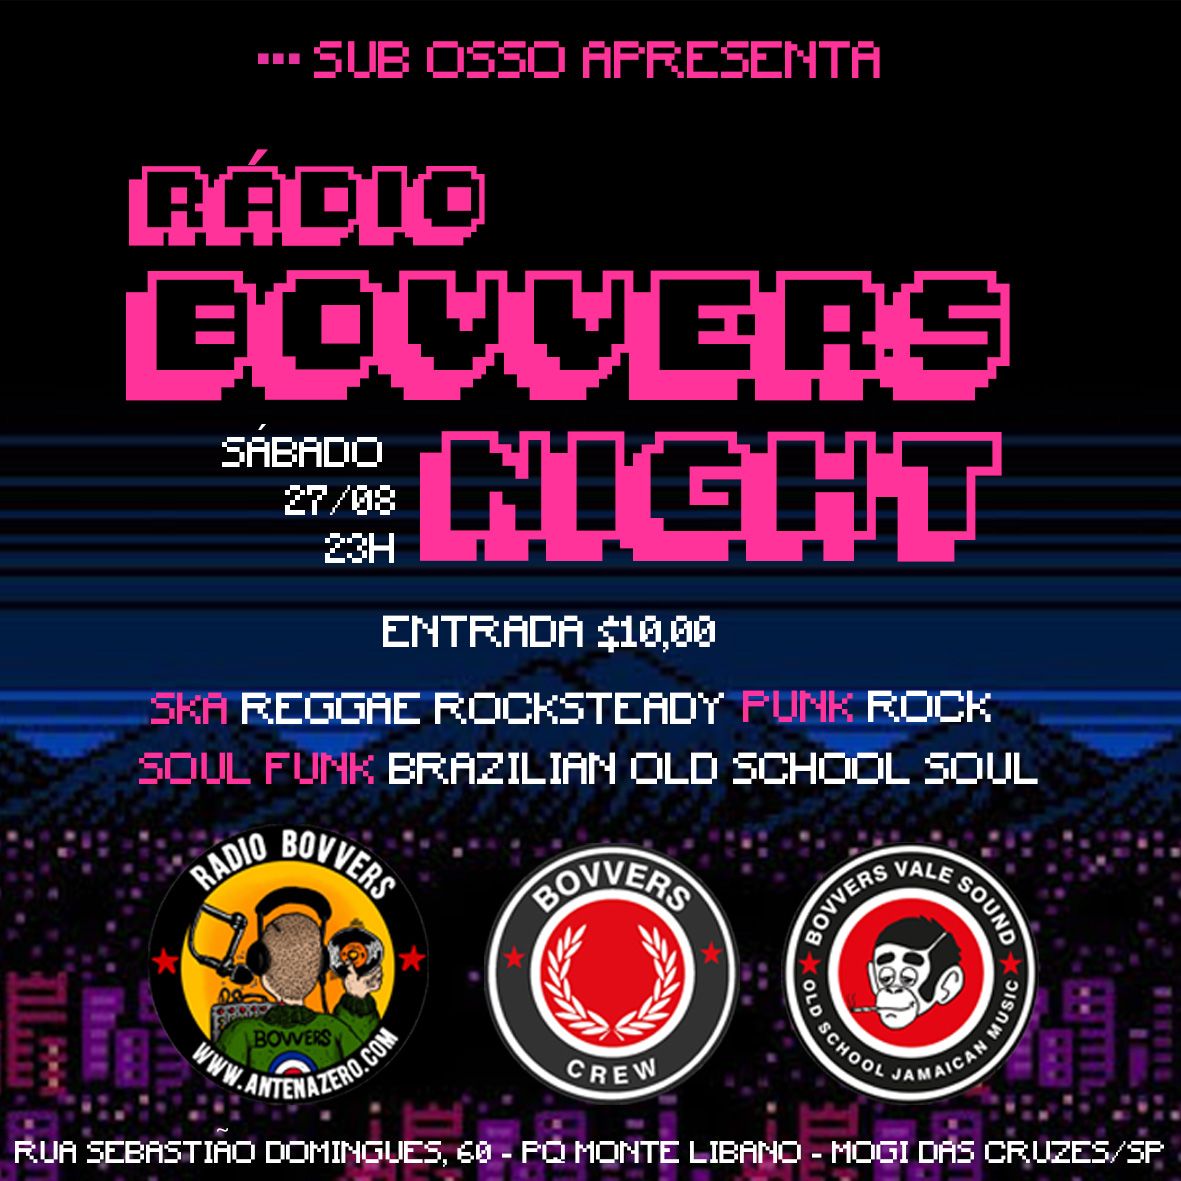 ··· SUB OSSO APRESENTA
RÁDIO
BOVVERS
NIGHT
SÁBADO
27/08
23H
ENTRADA $10,00
SKA REGGAE ROCKSTEADY PUNK ROCK
SOUL FUNK BRAZILIAN OLD SCHOOL SOUL
RADIO BOVVERS
BOVVERS
WWW.ANTENAZERO.COM
BOVVERS
CREW
BOVVERS VALE SOUND
OLD SCHOOL JAMAICAN MUSIC
RUA SEBASTIÃO DOMINGUES, 60 - PQ MONTE LIBANO - MOGI DAS CRUZES/SP